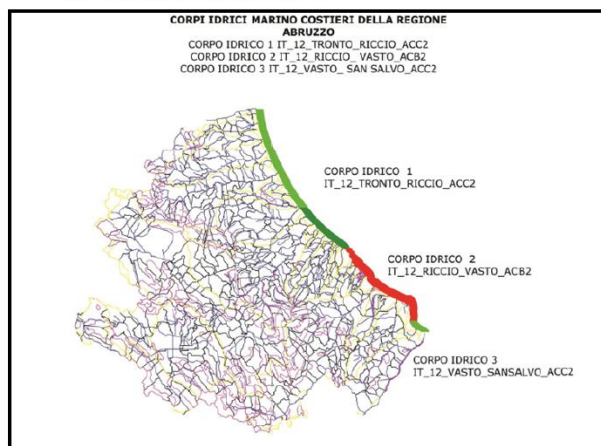 CORPI IDRICI MARINO COSTIERI DELLA REGIONE
ABRUZZO
CORPO IDRICO 1 IT_12_TRONTO_RICCIO_ACC2
CORPO IDRICO 2 IT_12_RICCIO_ VASTO_ACB2
CORPO IDRICO 3 IT_12_VASTO_ SAN SALVO_ACC2
CORPO IDRICO 1
IT_12_TRONTO_RICCIO_ACC2
CORPO IDRICO 2
IT_12_RICCIO_VASTO_ACB2
CORPO IDRICO 3
IT_12_VASTO_SANSALVO_ACC2